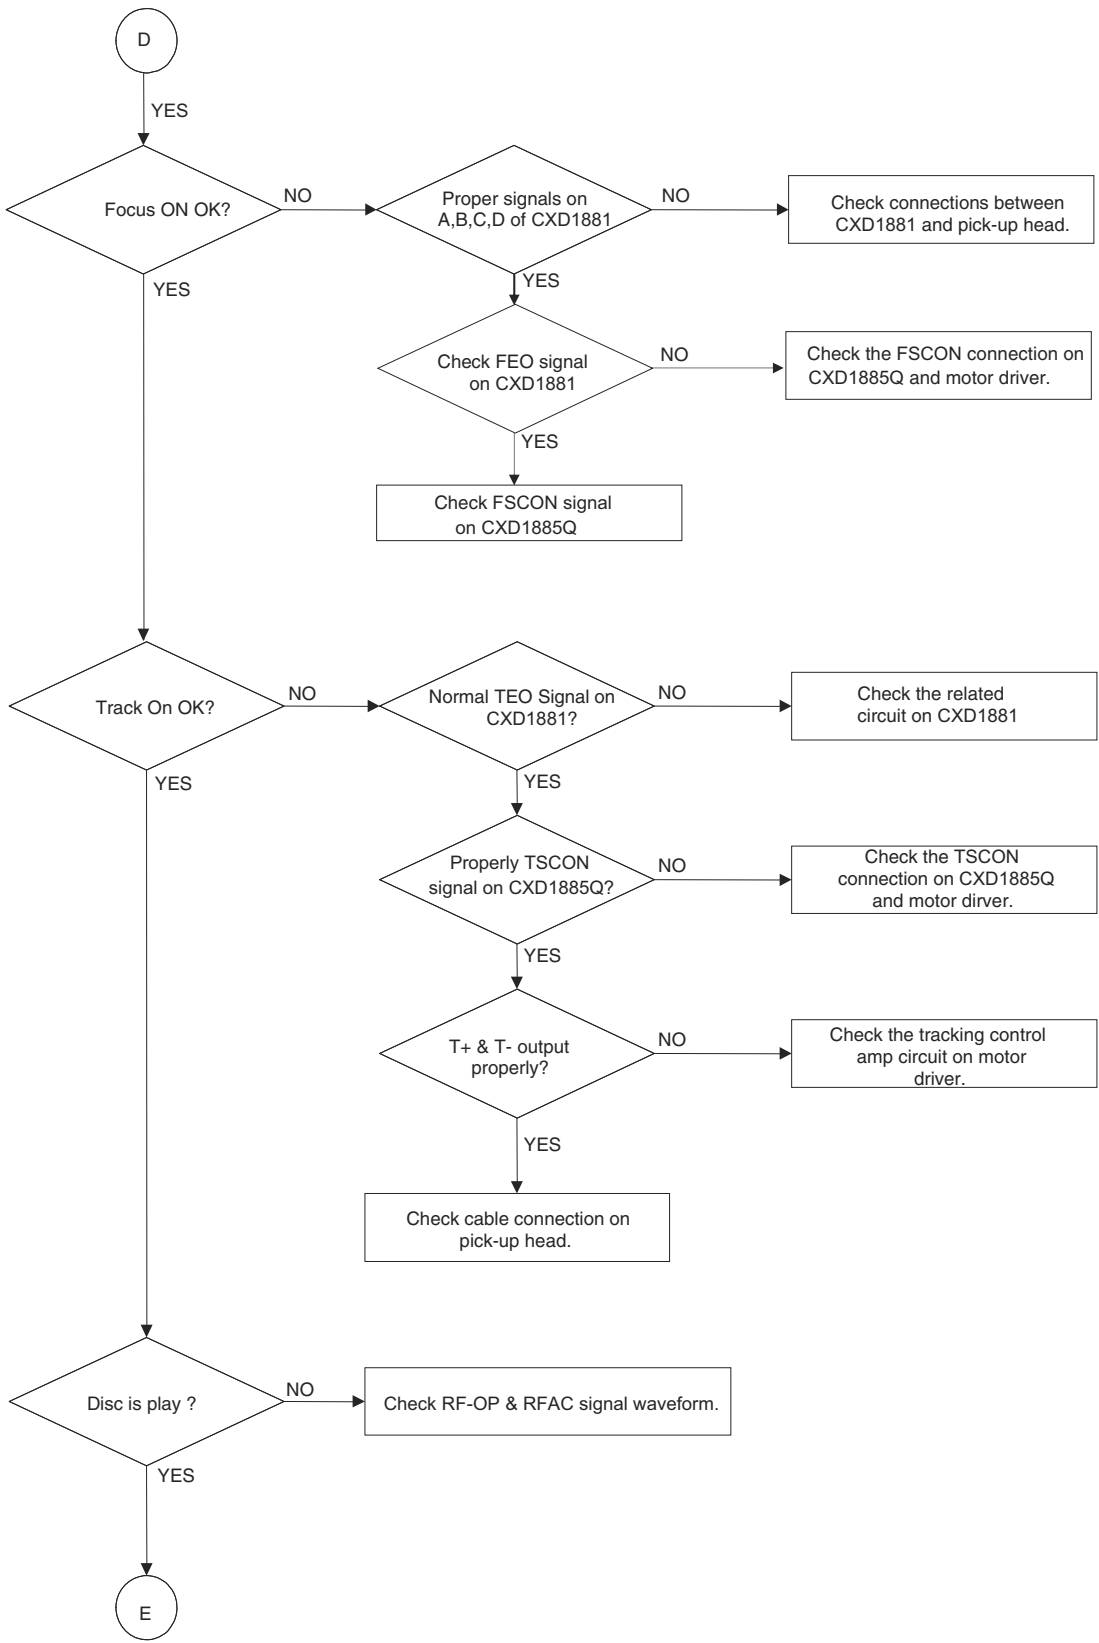 D
YES
Focus ON OK?
NO
Proper signals on
A,B,C,D of CXD1881
NO
Check connections between
CXD1881 and pick-up head.
YES
YES
Check FEO signal
on CXD1881
NO
Check the FSCON connection on
CXD1885Q and motor driver.
YES
Check FSCON signal
on CXD1885Q
Track On OK?
NO
Normal TEO Signal on
CXD1881?
NO
Check the related
circuit on CXD1881
YES
YES
Properly TSCON
signal on CXD1885Q?
NO
Check the TSCON
connection on CXD1885Q
and motor dirver.
YES
T+ & T- output
properly?
NO
Check the tracking control
amp circuit on motor
driver.
YES
Check cable connection on
pick-up head.
Disc is play ?
NO
Check RF-OP & RFAC signal waveform.
YES
E